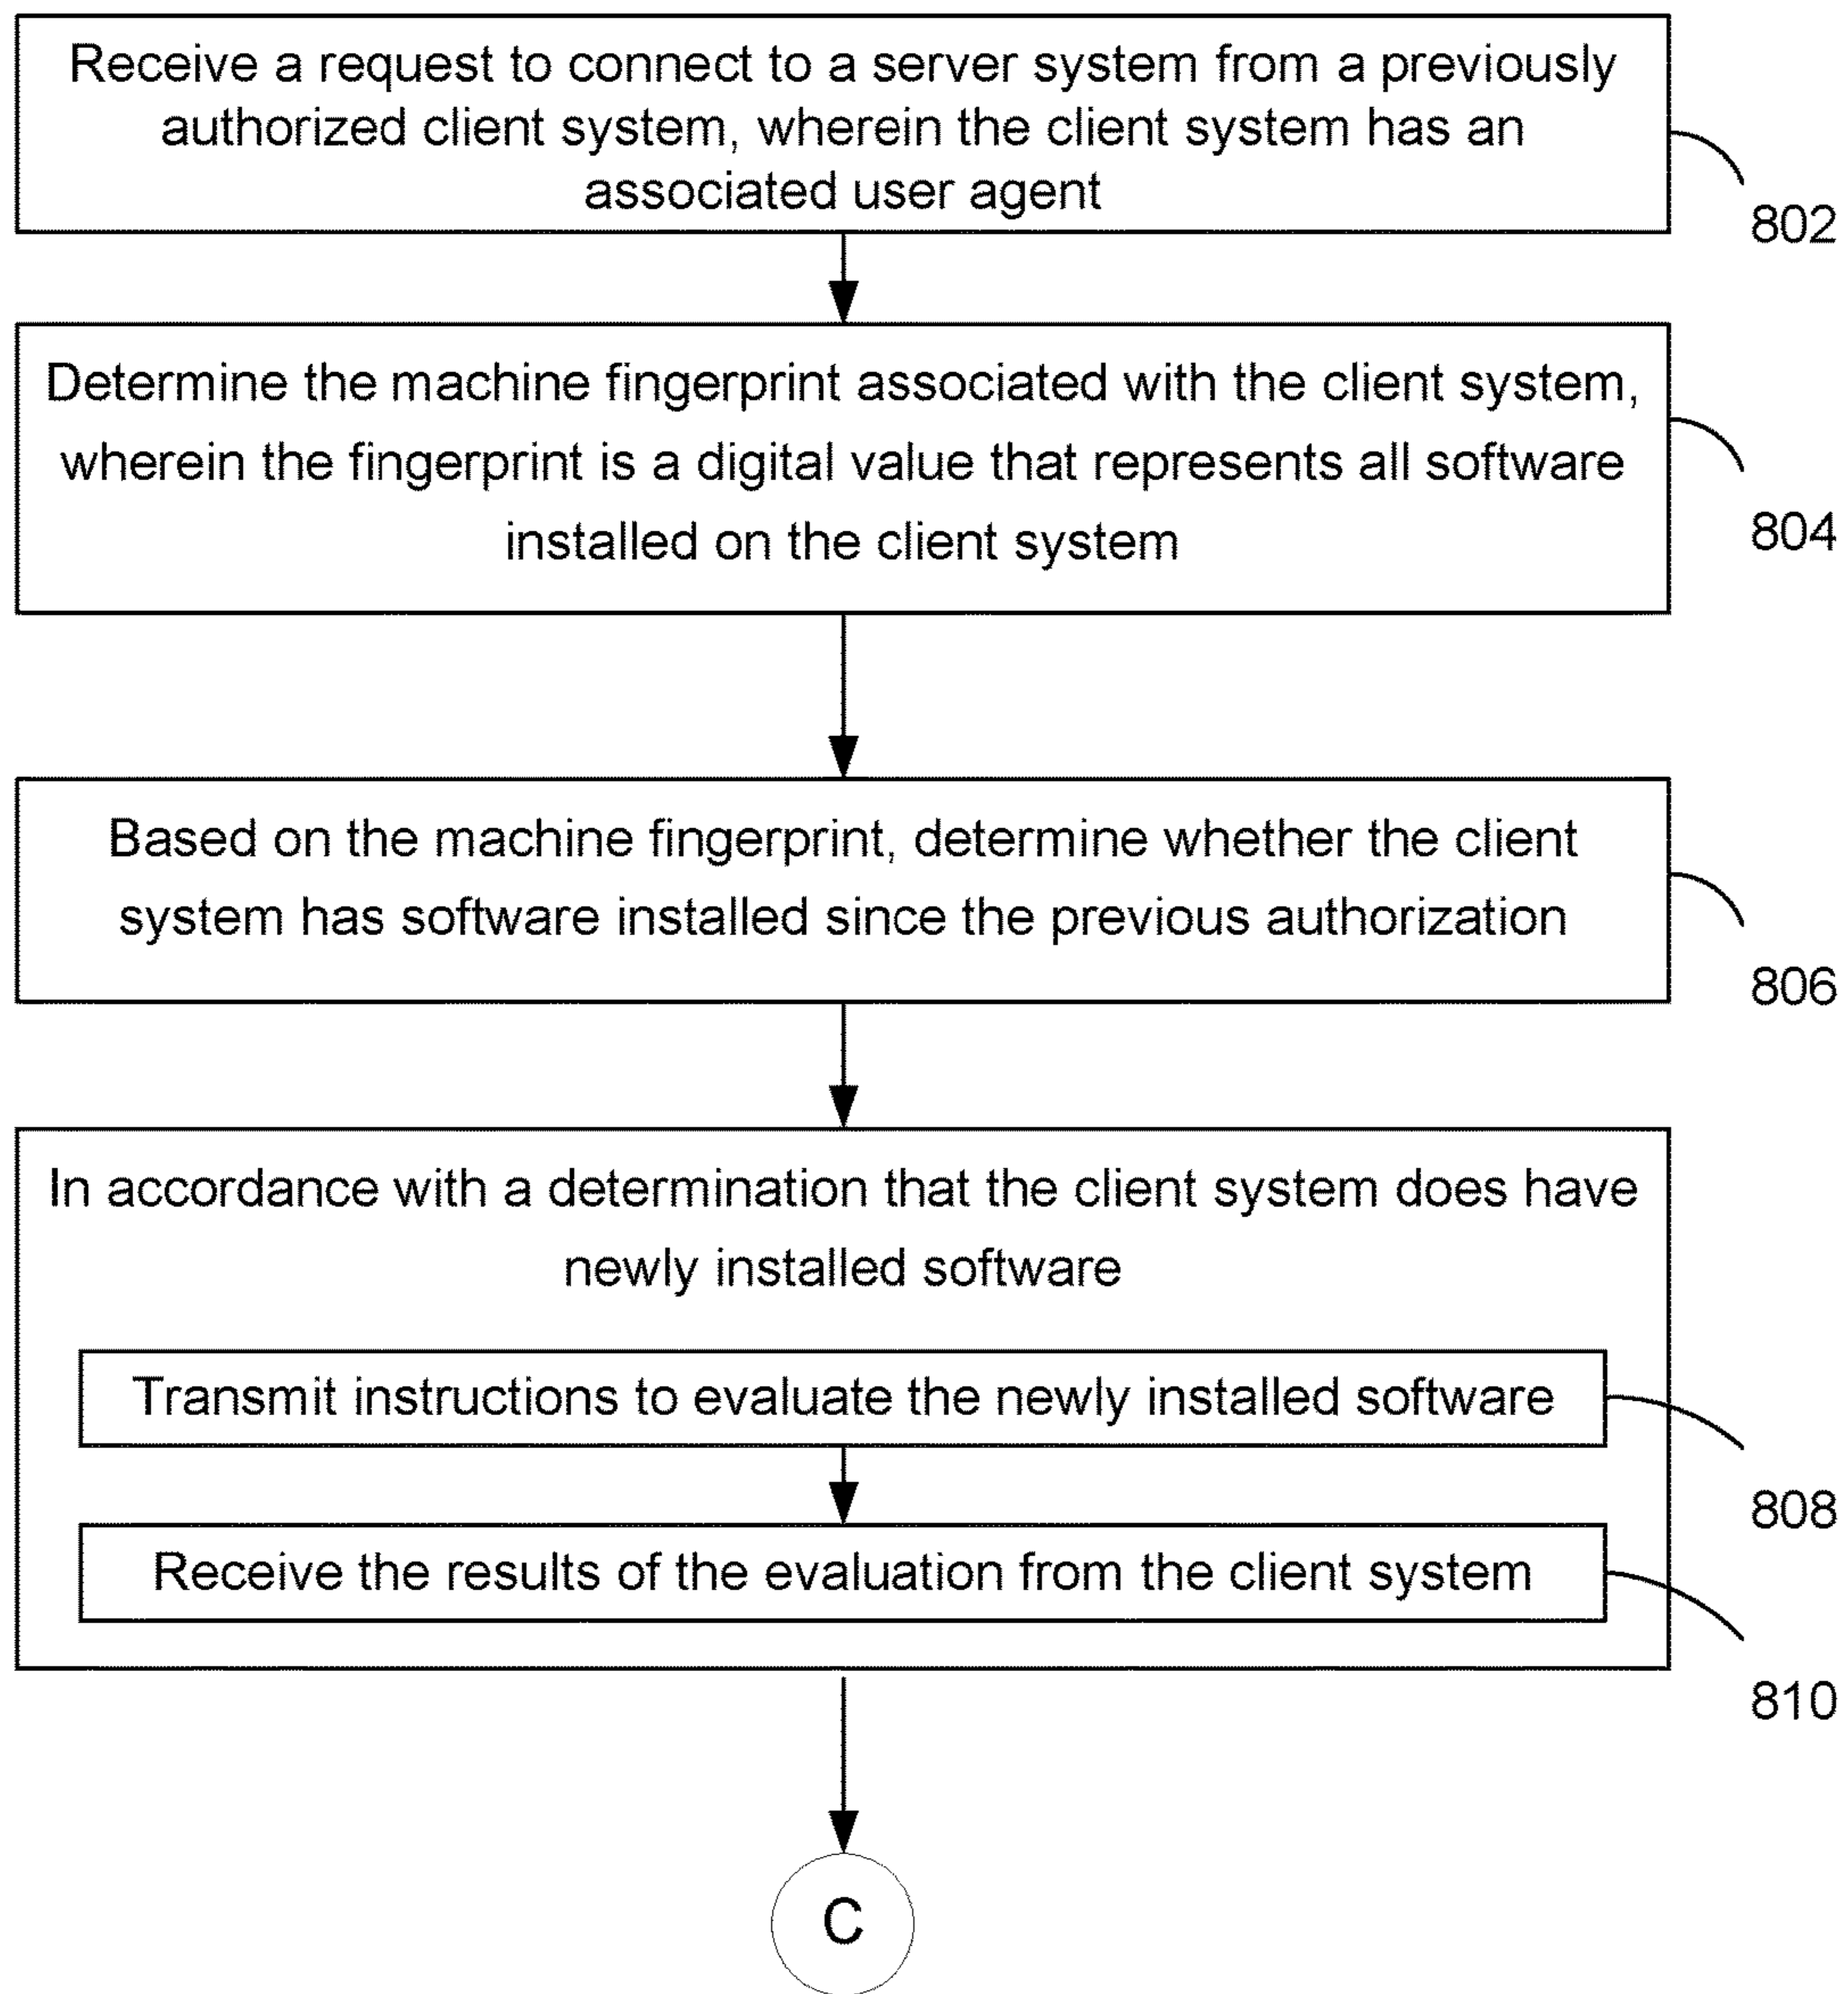 Receive a request to connect to a server system from a previously
authorized client system, wherein the client system has an
associated user agent
802
Determine the machine fingerprint associated with the client system,
wherein the fingerprint is a digital value that represents all software
installed on the client system
804
Based on the machine fingerprint, determine whether the client
system has software installed since the previous authorization
806
In accordance with a determination that the client system does have
newly installed software
Transmit instructions to evaluate the newly installed software
808
Receive the results of the evaluation from the client system
810
C